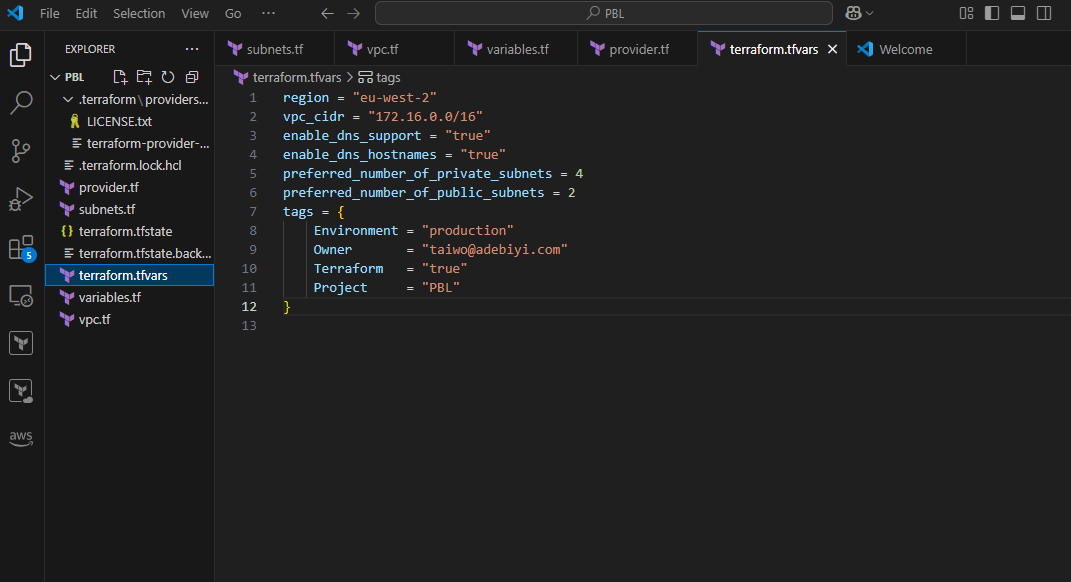 File Edit Selection View Go ··· PBL
EXPLORER ···
PBL
.terraform\providers...
LICENSE.txt
terraform-provider-...
.terraform.lock.hcl
provider.tf
subnets.tf
terraform.tfstate
terraform.tfstate.back...
terraform.tfvars
variables.tf
vpc.tf
5
aws
subnets.tf vpc.tf variables.tf provider.tf terraform.tfvars Welcome
terraform.tfvars > tags
1 region = "eu-west-2"
2 vpc_cidr = "172.16.0.0/16"
3 enable_dns_support = "true"
4 enable_dns_hostnames = "true"
5 preferred_number_of_private_subnets = 4
6 preferred_number_of_public_subnets = 2
7 tags = {
8 Environment = "production"
9 Owner = "taiwo@adebiyi.com"
10 Terraform = "true"
11 Project = "PBL"
12 }
13